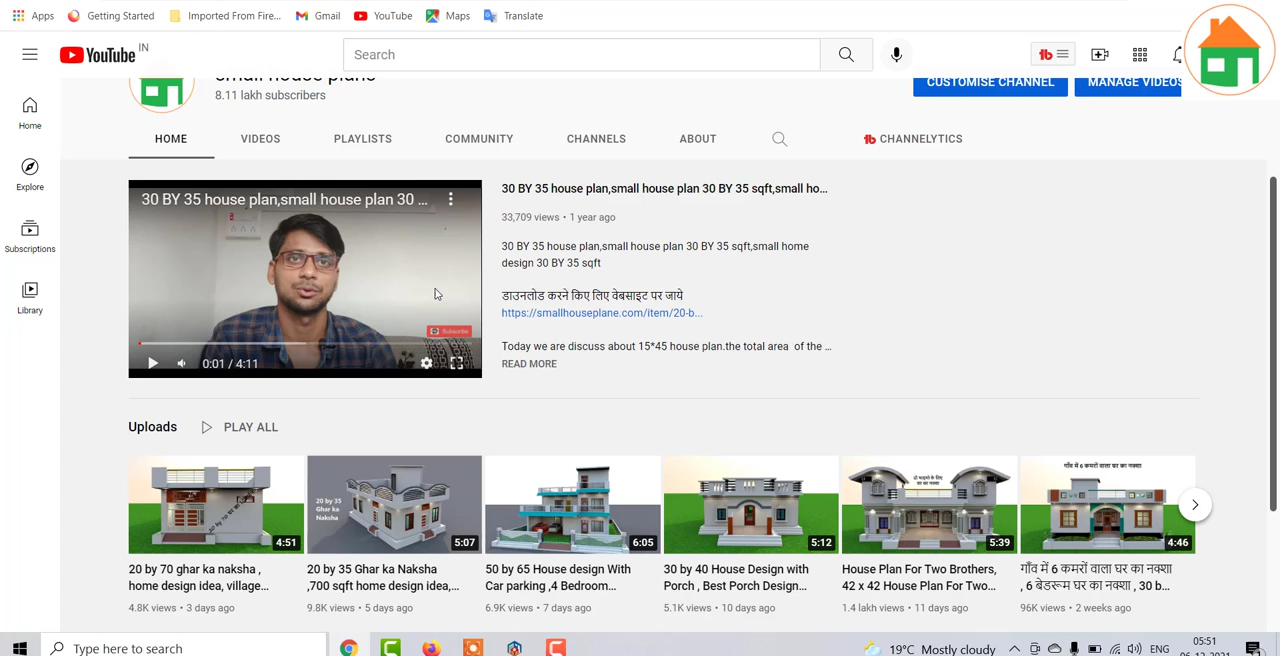 Apps
Getting Started
Imported From Fire...
Gmail
YouTube
Maps
Translate
YouTube IN
Search
small house plans
8.11 lakh subscribers
CUSTOMISE CHANNEL
MANAGE VIDEOS
Home
Explore
Subscriptions
Library
HOME
VIDEOS
PLAYLISTS
COMMUNITY
CHANNELS
ABOUT
CHANNELYTICS
30 BY 35 house plan,small house plan 30 ...
Subscribe
0:01 / 4:11
30 BY 35 house plan,small house plan 30 BY 35 sqft,small ho...
33,709 views • 1 year ago
30 BY 35 house plan,small house plan 30 BY 35 sqft,small home
design 30 BY 35 sqft
डाउनलोड करने किए लिए वेबसाइट पर जाये
https://smallhouseplane.com/item/20-b...
Today we are discuss about 15*45 house plan.the total area of the ...
READ MORE
Uploads
PLAY ALL
4:51
20 by 35
Ghar ka
Naksha
5:07
6:05
5:12
5:39
गाँव में 6 कमरों वाला घर का नक्शा
4:46
20 by 70 ghar ka naksha ,
home design idea, village...
4.8K views • 3 days ago
20 by 35 Ghar Ka Naksha
,700 sqft home design idea,...
9.8K views • 5 days ago
50 by 65 House design With
Car parking ,4 Bedroom...
6.9K views • 7 days ago
30 by 40 House Design with
Porch , Best Porch Design...
5.1K views • 10 days ago
House Plan For Two Brothers,
42 x 42 House Plan For Two...
1.4 lakh views • 11 days ago
गाँव में 6 कमरों वाला घर का नक्शा
, 6 बेडरूम घर का नक्शा , 30 b...
96K views • 2 weeks ago
Type here to search
19°C Mostly cloudy
ENG
05:51
06-12-2021